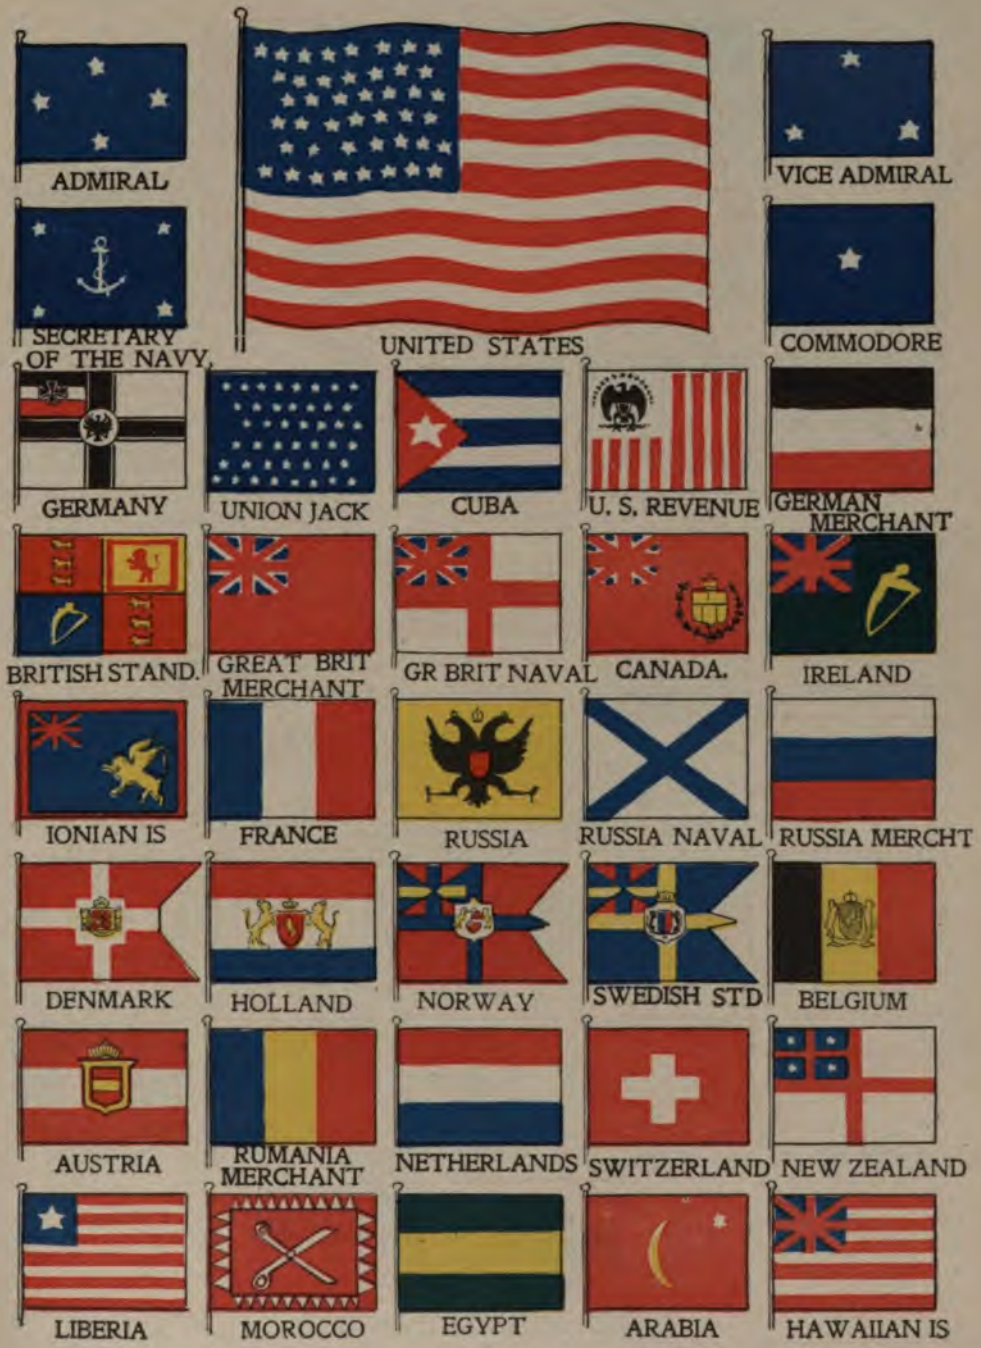 ADMIRAL
VICE ADMIRAL
SECRETARY
OF THE NAVY.
UNITED STATES
COMMODORE
GERMANY
UNION JACK
CUBA
U. S. REVENUE
GERMAN
MERCHANT
BRITISH STAND.
GREAT BRIT
MERCHANT
GR BRIT NAVAL
CANADA.
IRELAND
IONIAN IS
FRANCE
RUSSIA
RUSSIA NAVAL
RUSSIA MERCHT
DENMARK
HOLLAND
NORWAY
SWEDISH STD
BELGIUM
AUSTRIA
RUMANIA
MERCHANT
NETHERLANDS
SWITZERLAND
NEW ZEALAND
LIBERIA
MOROCCO
EGYPT
ARABIA
HAWAIIAN IS